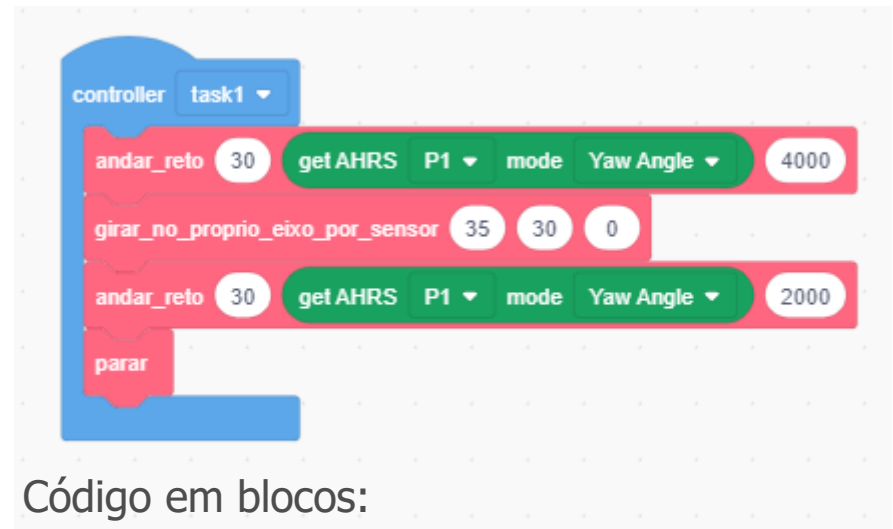 controller task1
andar_reto 30 get AHRS P1 mode Yaw Angle 4000
girar_no_proprio_eixo_por_sensor 35 30 0
andar_reto 30 get AHRS P1 mode Yaw Angle 2000
parar
Código em blocos: